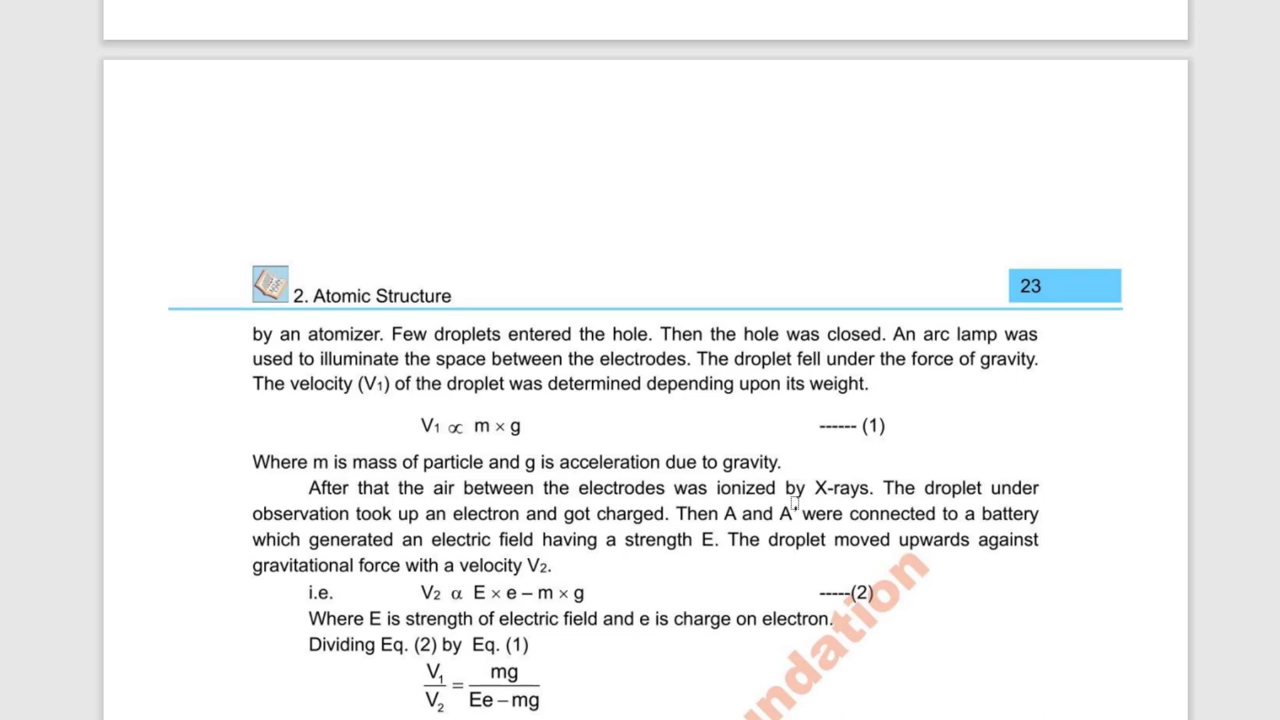 2. Atomic Structure
23
by an atomizer. Few droplets entered the hole. Then the hole was closed. An arc lamp was
used to illuminate the space between the electrodes. The droplet fell under the force of gravity.
The velocity (V₁) of the droplet was determined depending upon its weight.
V₁ ∝ m × g ------ (1)
Where m is mass of particle and g is acceleration due to gravity.
After that the air between the electrodes was ionized by X-rays. The droplet under
observation took up an electron and got charged. Then A and A' were connected to a battery
which generated an electric field having a strength E. The droplet moved upwards against
gravitational force with a velocity V₂.
i.e. V₂ α E × e – m × g -----(2)
Where E is strength of electric field and e is charge on electron.
Dividing Eq. (2) by Eq. (1)
V₁/V₂ = mg/(Ee – mg)
undation